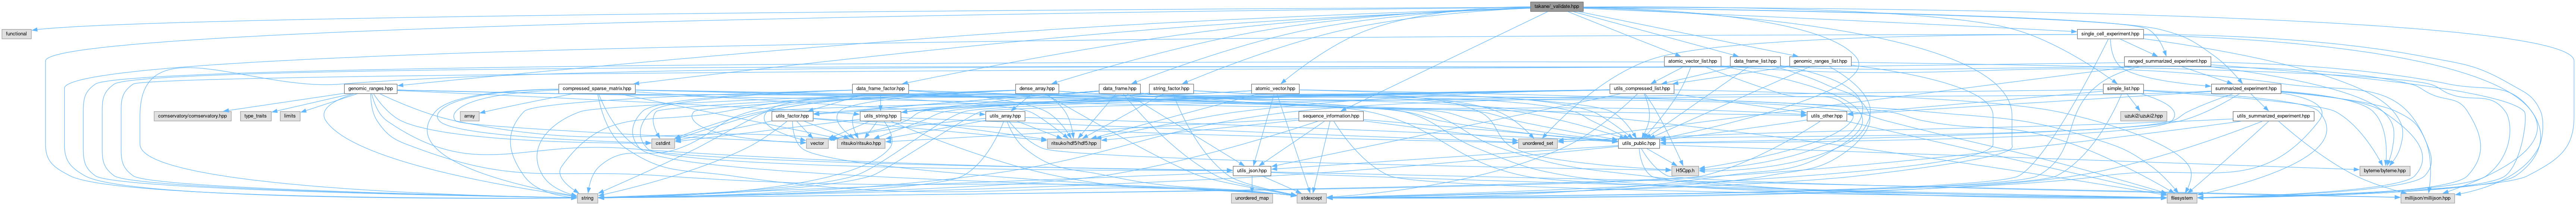 takane/_validate.hpp
functional
single_cell_experiment.hpp
atomic_vector_list.hpp
data_frame_list.hpp
genomic_ranges_list.hpp
ranged_summarized_experiment.hpp
genomic_ranges.hpp
compressed_sparse_matrix.hpp
data_frame_factor.hpp
dense_array.hpp
data_frame.hpp
string_factor.hpp
atomic_vector.hpp
utils_compressed_list.hpp
simple_list.hpp
summarized_experiment.hpp
comservatory/comservatory.hpp
type_traits
limits
array
utils_factor.hpp
utils_string.hpp
utils_array.hpp
sequence_information.hpp
utils_other.hpp
uzuki2/uzuki2.hpp
utils_summarized_experiment.hpp
cstdint
vector
ritsuko/ritsuko.hpp
ritsuko/hdf5/hdf5.hpp
unordered_set
utils_public.hpp
utils_json.hpp
H5Cpp.h
byteme/byteme.hpp
string
unordered_map
stdexcept
filesystem
millijson/millijson.hpp